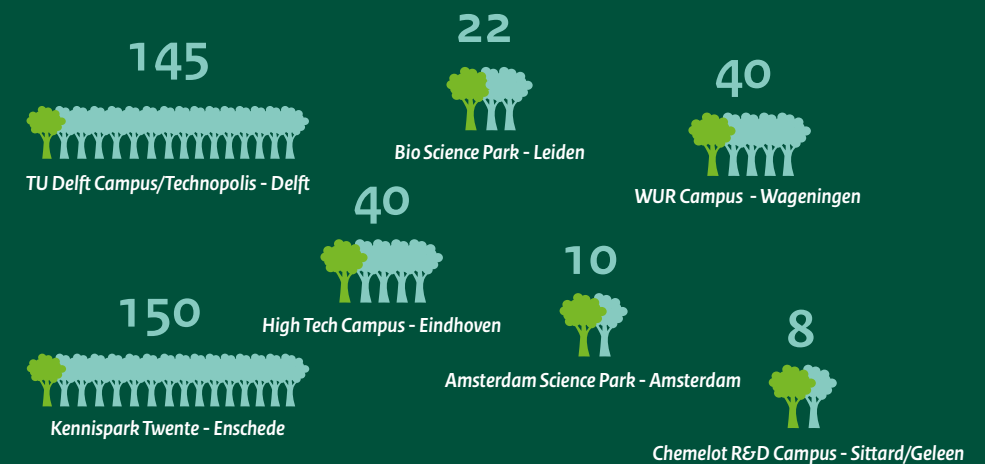 145
TU Delft Campus/Technopolis - Delft
22
Bio Science Park - Leiden
40
WUR Campus - Wageningen
40
High Tech Campus - Eindhoven
10
Amsterdam Science Park - Amsterdam
150
Kennispark Twente - Enschede
8
Chemelot R&D Campus - Sittard/Geleen